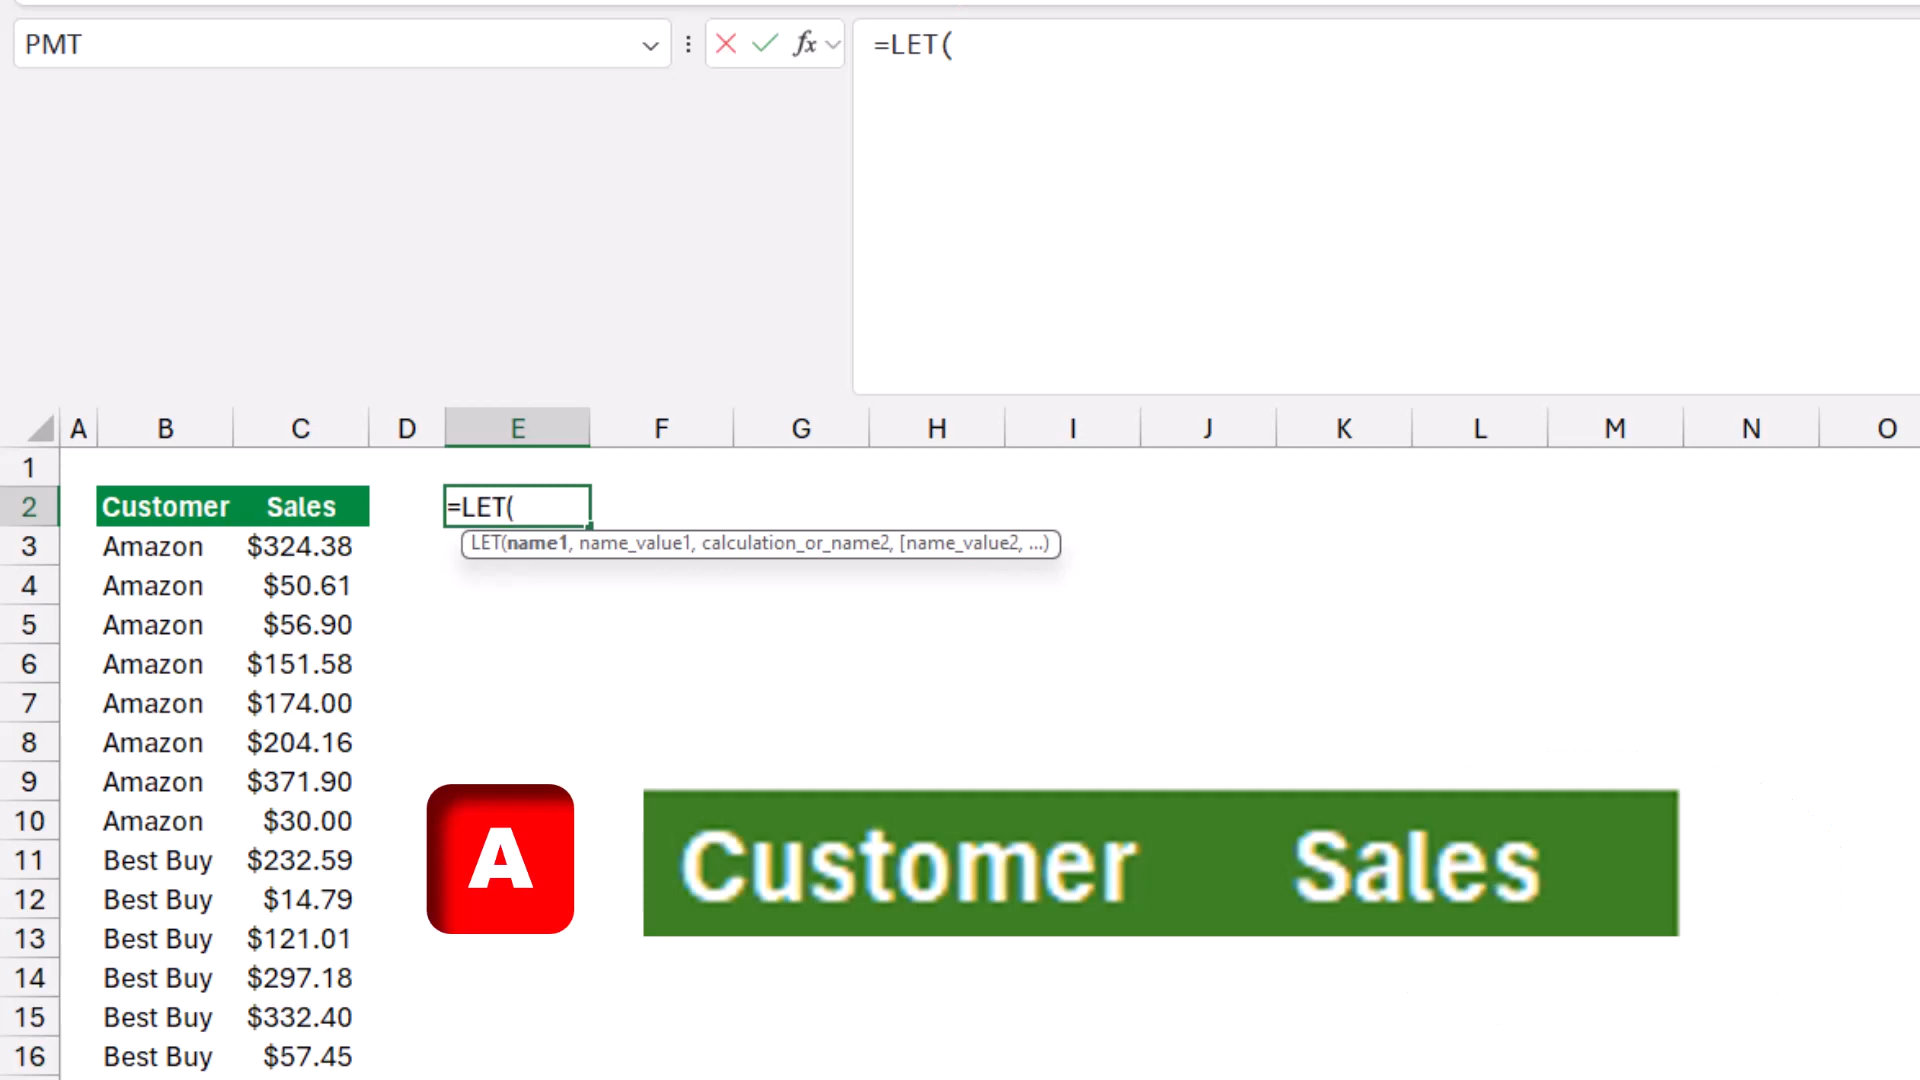 PMT
fx
=LET(
A B C D E F G H I J K L M N O
1
2 Customer Sales =LET(
LET(name1, name_value1, calculation_or_name2, [name_value2, ...)
3 Amazon $324.38
4 Amazon $50.61
5 Amazon $56.90
6 Amazon $151.58
7 Amazon $174.00
8 Amazon $204.16
9 Amazon $371.90
10 Amazon $30.00
11 Best Buy $232.59
12 Best Buy $14.79
13 Best Buy $121.01
14 Best Buy $297.18
15 Best Buy $332.40
16 Best Buy $57.45
A
Customer Sales